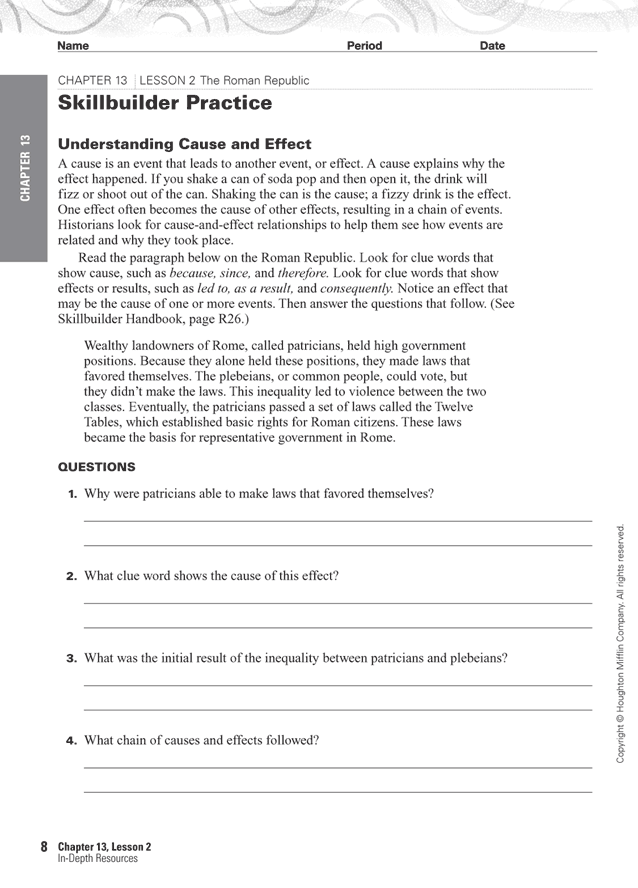 Name Period Date
CHAPTER 13 | LESSON 2 The Roman Republic
Skillbuilder Practice
CHAPTER 13
Understanding Cause and Effect
A cause is an event that leads to another event, or effect. A cause explains why the
effect happened. If you shake a can of soda pop and then open it, the drink will
fizz or shoot out of the can. Shaking the can is the cause; a fizzy drink is the effect.
One effect often becomes the cause of other effects, resulting in a chain of events.
Historians look for cause-and-effect relationships to help them see how events are
related and why they took place.
Read the paragraph below on the Roman Republic. Look for clue words that
show cause, such as because, since, and therefore. Look for clue words that show
effects or results, such as led to, as a result, and consequently. Notice an effect that
may be the cause of one or more events. Then answer the questions that follow. (See
Skillbuilder Handbook, page R26.)
Wealthy landowners of Rome, called patricians, held high government
positions. Because they alone held these positions, they made laws that
favored themselves. The plebeians, or common people, could vote, but
they didn't make the laws. This inequality led to violence between the two
classes. Eventually, the patricians passed a set of laws called the Twelve
Tables, which established basic rights for Roman citizens. These laws
became the basis for representative government in Rome.
QUESTIONS
1. Why were patricians able to make laws that favored themselves?
2. What clue word shows the cause of this effect?
3. What was the initial result of the inequality between patricians and plebeians?
4. What chain of causes and effects followed?
Copyright © Houghton Mifflin Company. All rights reserved.
8 Chapter 13, Lesson 2
In-Depth Resources